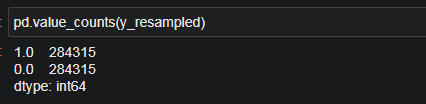 pd.value_counts(y_resampled)
1.0 284315
0.0 284315
dtype: int64